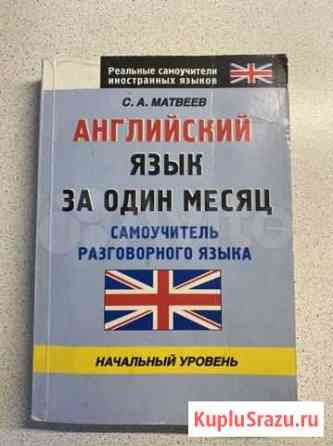 Реальные самоучители
иностранных языков
С. А. МАТВЕЕВ
АНГЛИЙСКИЙ
ЯЗЫК
ЗА ОДИН МЕСЯЦ
САМОУЧИТЕЛЬ
РАЗГОВОРНОГО ЯЗЫКА
НАЧАЛЬНЫЙ УРОВЕНЬ
KupluSrazu.ru